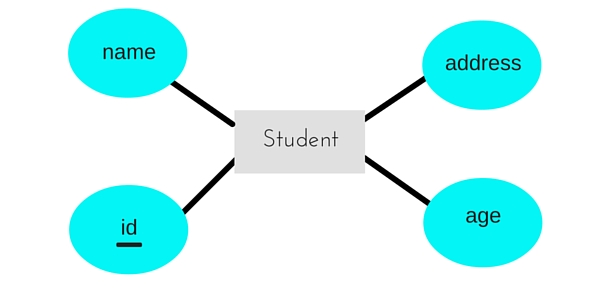 name
address
Student
id
age